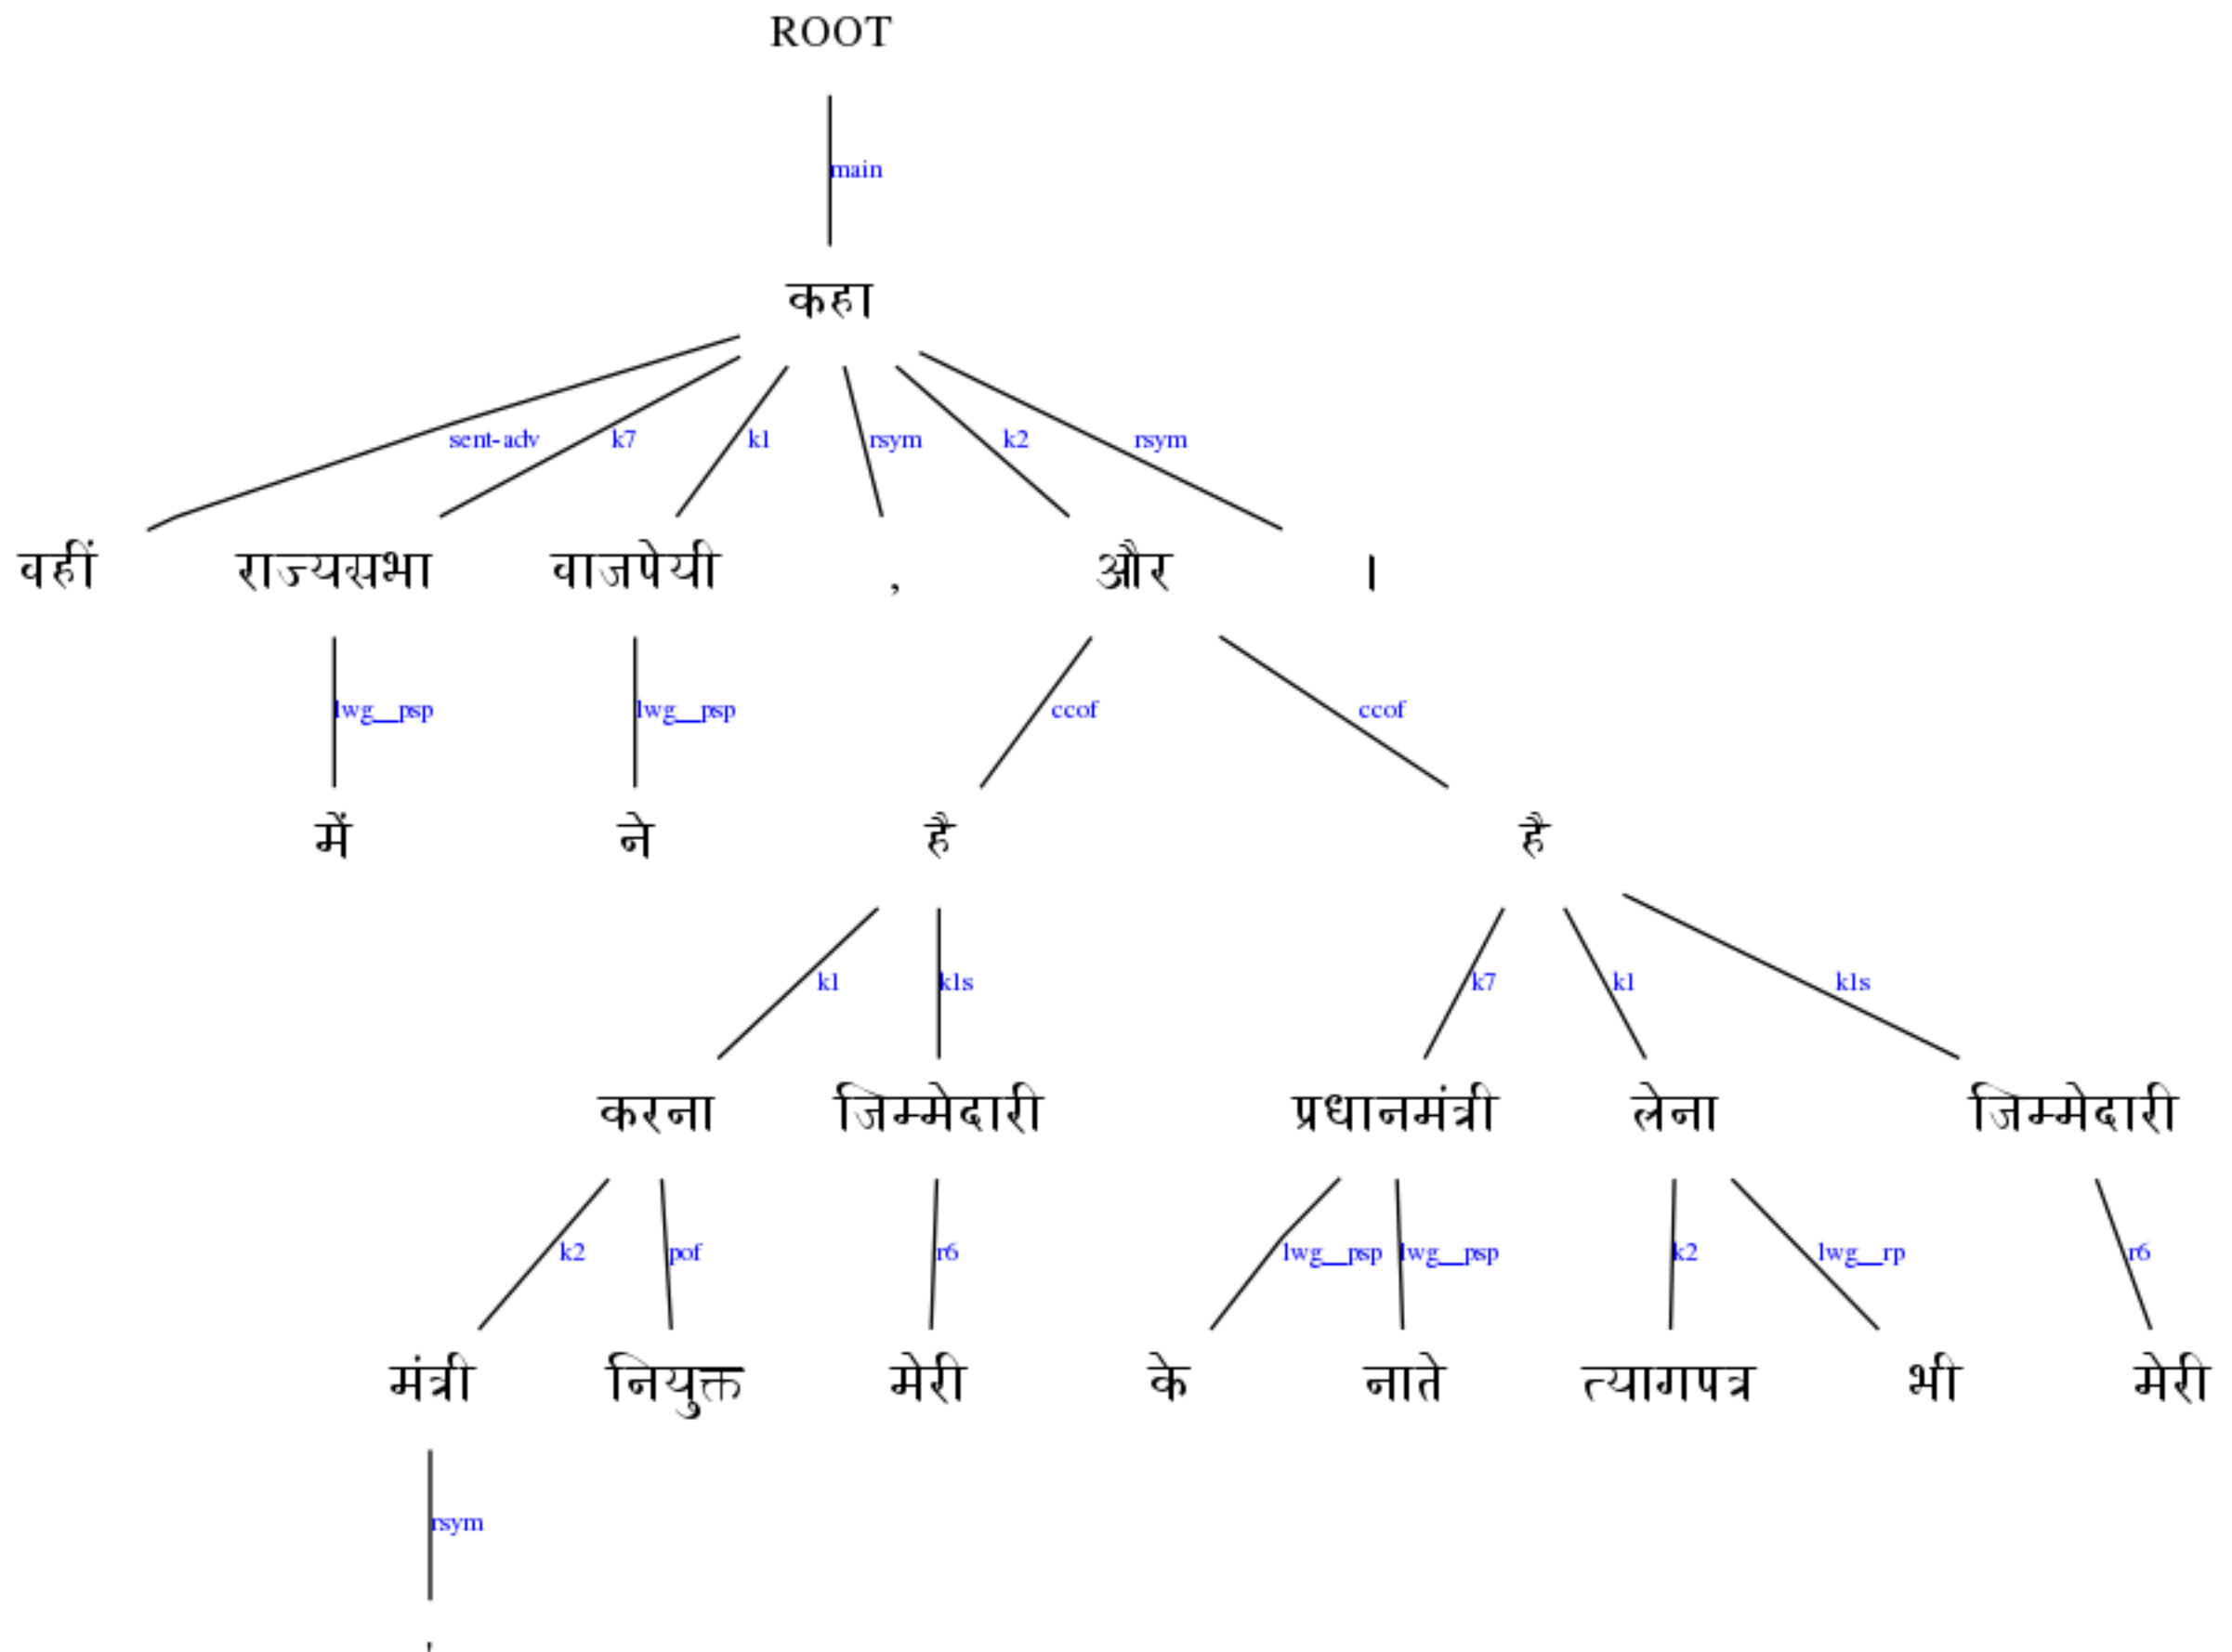 ROOT
main
कहा
sent-adv k7 k1 rsym k2 rsym
वहीं राज्यसभा वाजपेयी , और ।
lwg__psp lwg__psp ccof ccof
में ने है है
k1 k1s k7 k1 k1s
करना जिम्मेदारी प्रधानमंत्री लेना जिम्मेदारी
k2 pof r6 lwg__psp lwg__psp k2 lwg__rp r6
मंत्री नियुक्त मेरी के नाते त्यागपत्र भी मेरी
rsym
'